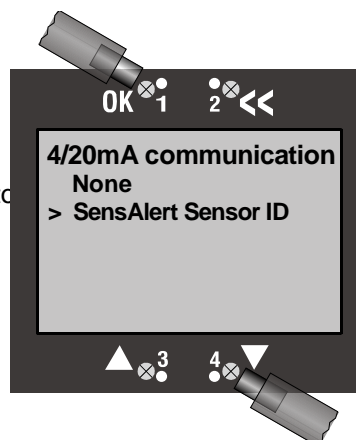 OK 1 2 <<
4/20mA communication
None
> SensAlert Sensor ID
3 4